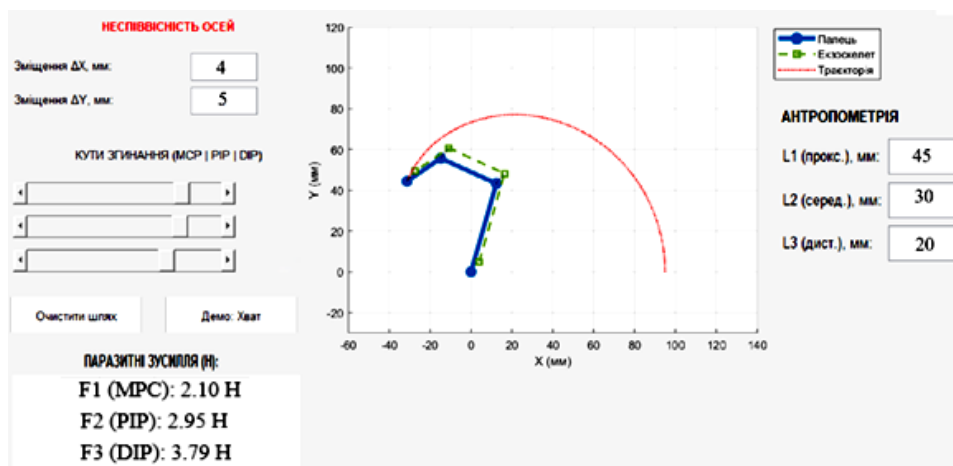 НЕСПІВВІСНІСТЬ ОСЕЙ
Зміщення ΔX, мм: 4
Зміщення ΔY, мм: 5
КУТИ ЗГИНАННЯ (MCP | PIP | DIP)
Очистити шлях
Демо: Хват
ПАРАЗИТНІ ЗУСИЛЛЯ (Н):
F1 (MPC): 2.10 Н
F2 (PIP): 2.95 Н
F3 (DIP): 3.79 Н
120
100
80
60
40
20
0
-20
Y (мм)
-60 -40 -20 0 20 40 60 80 100 120 140
X (мм)
Палець
Екзоскелет
Траєкторія
АНТРОПОМЕТРІЯ
L1 (прокс.), мм: 45
L2 (серед.), мм: 30
L3 (дист.), мм: 20